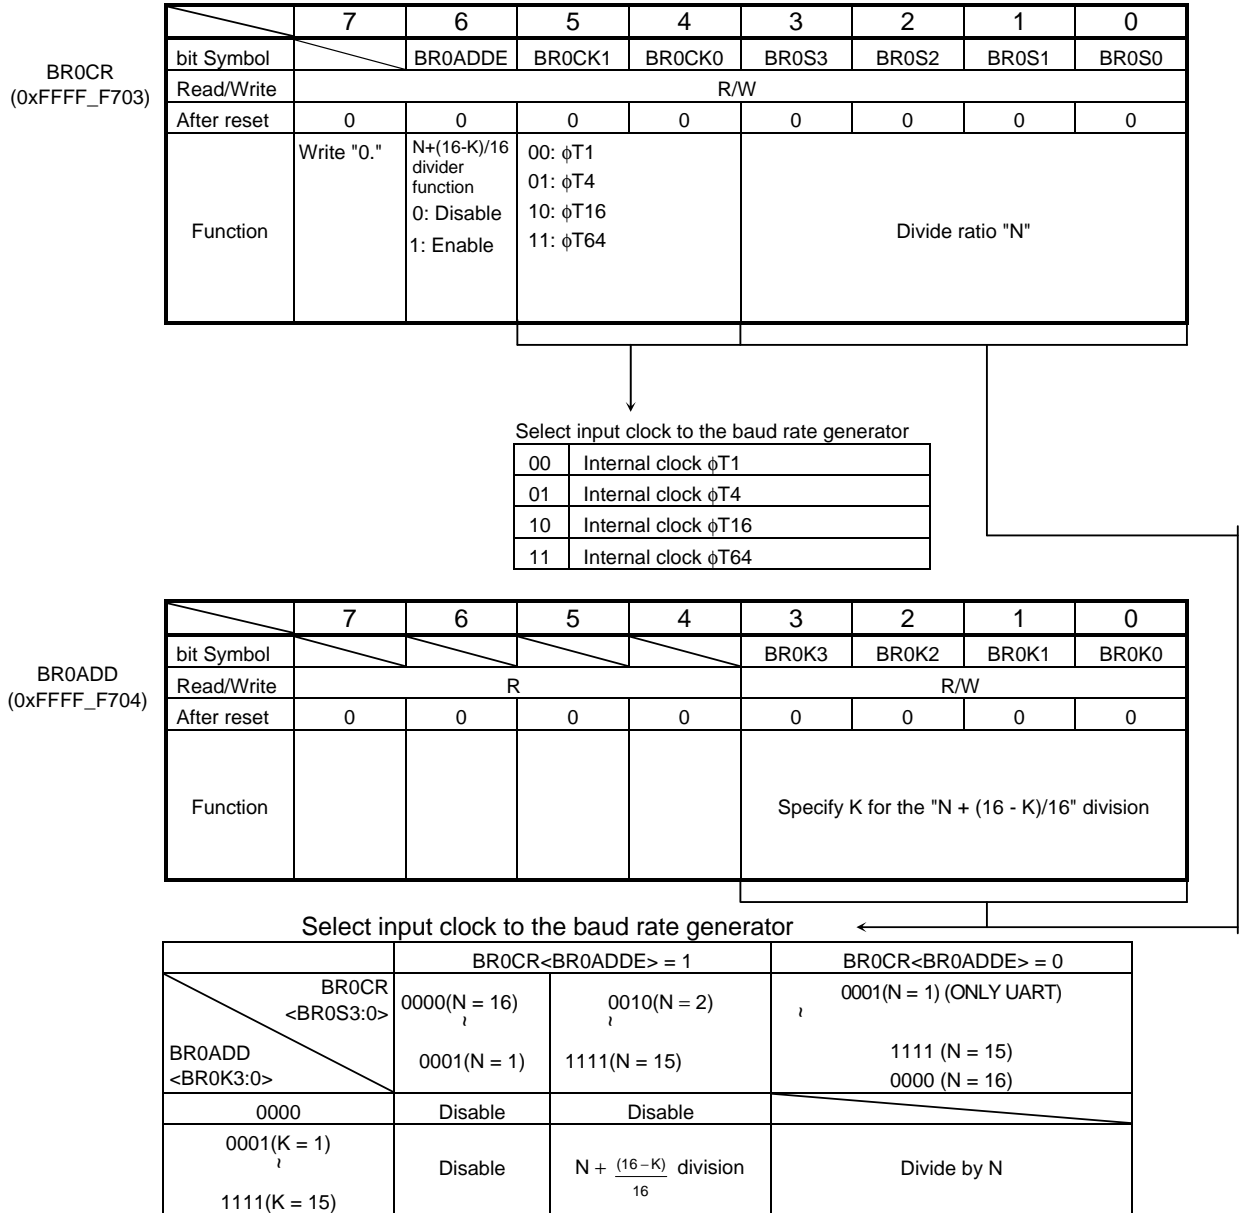 7 6 5 4 3 2 1 0
BR0CR
(0xFFFF_F703)
bit Symbol BR0ADDE BR0CK1 BR0CK0 BR0S3 BR0S2 BR0S1 BR0S0
Read/Write R/W
After reset 0 0 0 0 0 0 0 0
Function
Write "0."
N+(16-K)/16
divider
function
0: Disable
1: Enable
00: ϕT1
01: ϕT4
10: ϕT16
11: ϕT64
Divide ratio "N"
Select input clock to the baud rate generator
00 Internal clock ϕT1
01 Internal clock ϕT4
10 Internal clock ϕT16
11 Internal clock ϕT64
7 6 5 4 3 2 1 0
BR0ADD
(0xFFFF_F704)
bit Symbol BR0K3 BR0K2 BR0K1 BR0K0
Read/Write R R/W
After reset 0 0 0 0 0 0 0 0
Function Specify K for the "N + (16 - K)/16" division
Select input clock to the baud rate generator
BR0CR<BR0ADDE> = 1 BR0CR<BR0ADDE> = 0
BR0CR
<BR0S3:0>
BR0ADD
<BR0K3:0>
0000(N = 16)
~
0001(N = 1)
0010(N = 2)
~
1111(N = 15)
0001(N = 1) (ONLY UART)
~
1111 (N = 15)
0000 (N = 16)
0000 Disable Disable
0001(K = 1)
~
1111(K = 15)
Disable
N + (16 – K) division
16
Divide by N